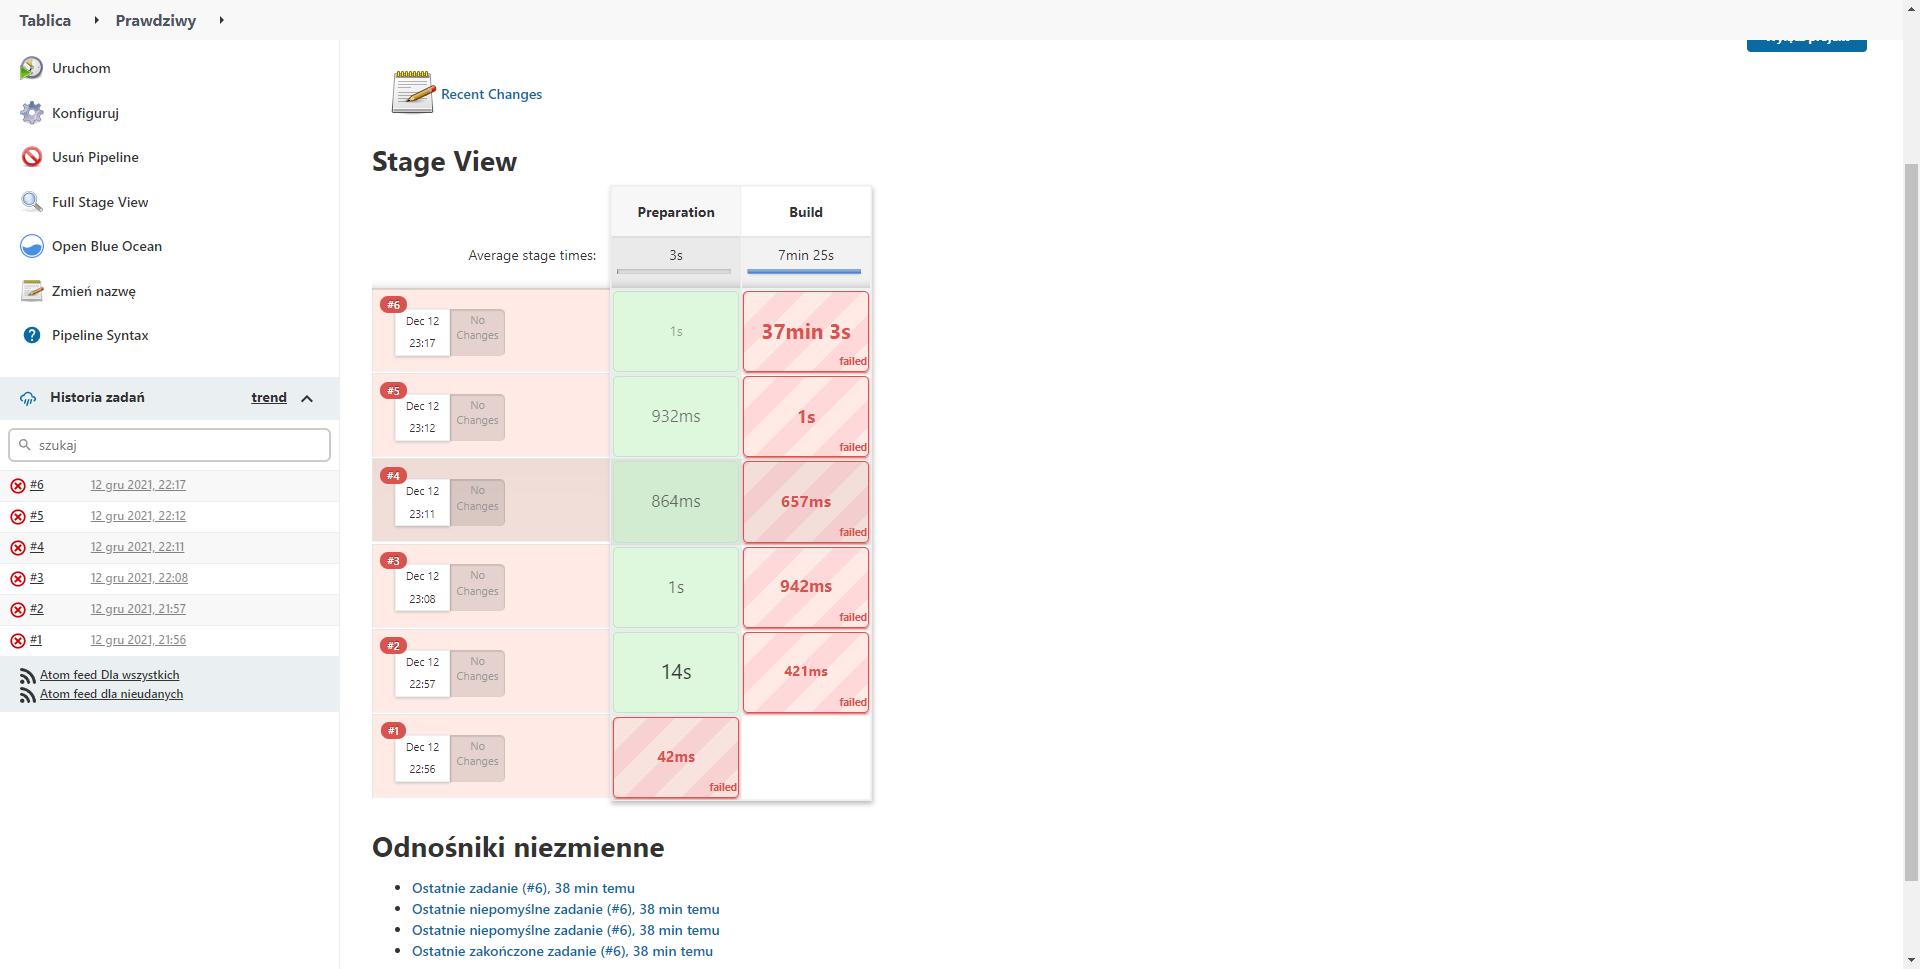 Tablica
Prawdziwy
Uruchom
Konfiguruj
Usuń Pipeline
Full Stage View
Open Blue Ocean
Zmień nazwę
Pipeline Syntax
Historia zadań
trend
szukaj
#6 12 gru 2021, 22:17
#5 12 gru 2021, 22:12
#4 12 gru 2021, 22:11
#3 12 gru 2021, 22:08
#2 12 gru 2021, 21:57
#1 12 gru 2021, 21:56
Atom feed Dla wszystkich
Atom feed dla nieudanych
Recent Changes
Stage View
Preparation Build
Average stage times: 3s 7min 25s
#6
Dec 12
23:17
No
Changes
1s
37min 3s
failed
#5
Dec 12
23:12
No
Changes
932ms
1s
failed
#4
Dec 12
23:11
No
Changes
864ms
657ms
failed
#3
Dec 12
23:08
No
Changes
1s
942ms
failed
#2
Dec 12
22:57
No
Changes
14s
421ms
failed
#1
Dec 12
22:56
No
Changes
42ms
failed
Odnośniki niezmienne
Ostatnie zadanie (#6), 38 min temu
Ostatnie niepomyślne zadanie (#6), 38 min temu
Ostatnie niepomyślne zadanie (#6), 38 min temu
Ostatnie zakończone zadanie (#6), 38 min temu